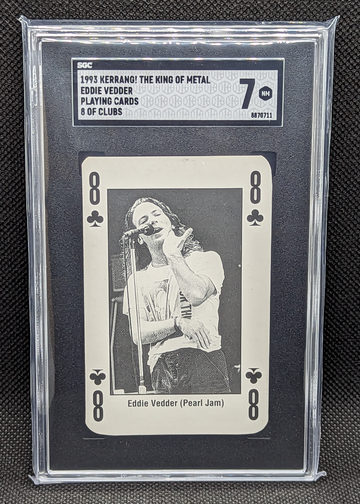 SGC
1993 KERRANG! THE KING OF METAL
EDDIE VEDDER
PLAYING CARDS
8 OF CLUBS
7 NM
8870711
8 8
Eddie Vedder (Pearl Jam)
8 8